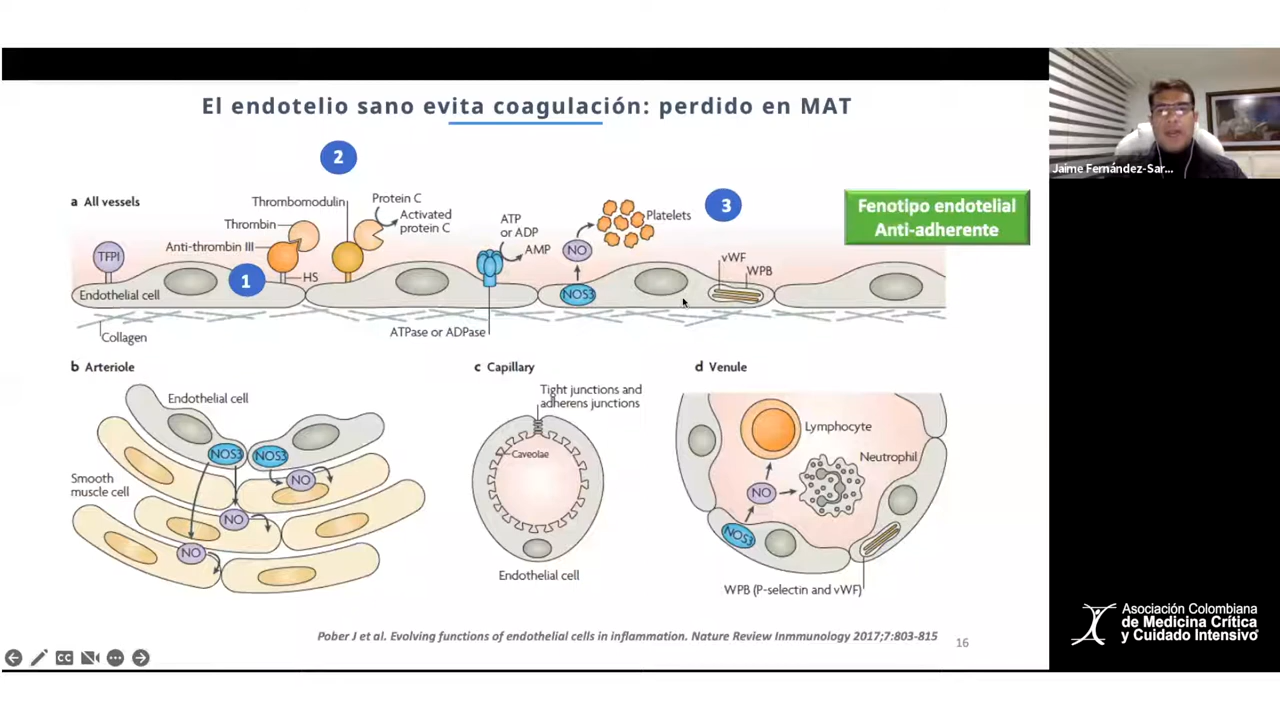 El endotelio sano evita coagulación: perdido en MAT
Jaime Fernández-Sar...
2
a All vessels
Thrombomodulin
Protein C
Activated
protein C
Thrombin
Anti-thrombin III
TFPI
HS
1
Endothelial cell
Collagen
ATP
or ADP
AMP
ATPase or ADPase
Platelets
3
NO
NOS3
vWF
WPB
Fenotipo endotelial
Anti-adherente
b Arteriole
Endothelial cell
NOS3
NOS3
NO
Smooth
muscle cell
NO
NO
c Capillary
Tight junctions and
adherens junctions
Caveolae
Endothelial cell
d Venule
Lymphocyte
Neutrophil
NO
NOS3
WPB (P-selectin and vWF)
Pober J et al. Evolving functions of endothelial cells in inflammation. Nature Review Inmmunology 2017;7:803-815
16
CC
Asociación Colombiana
de Medicina Crítica
y Cuidado Intensivo